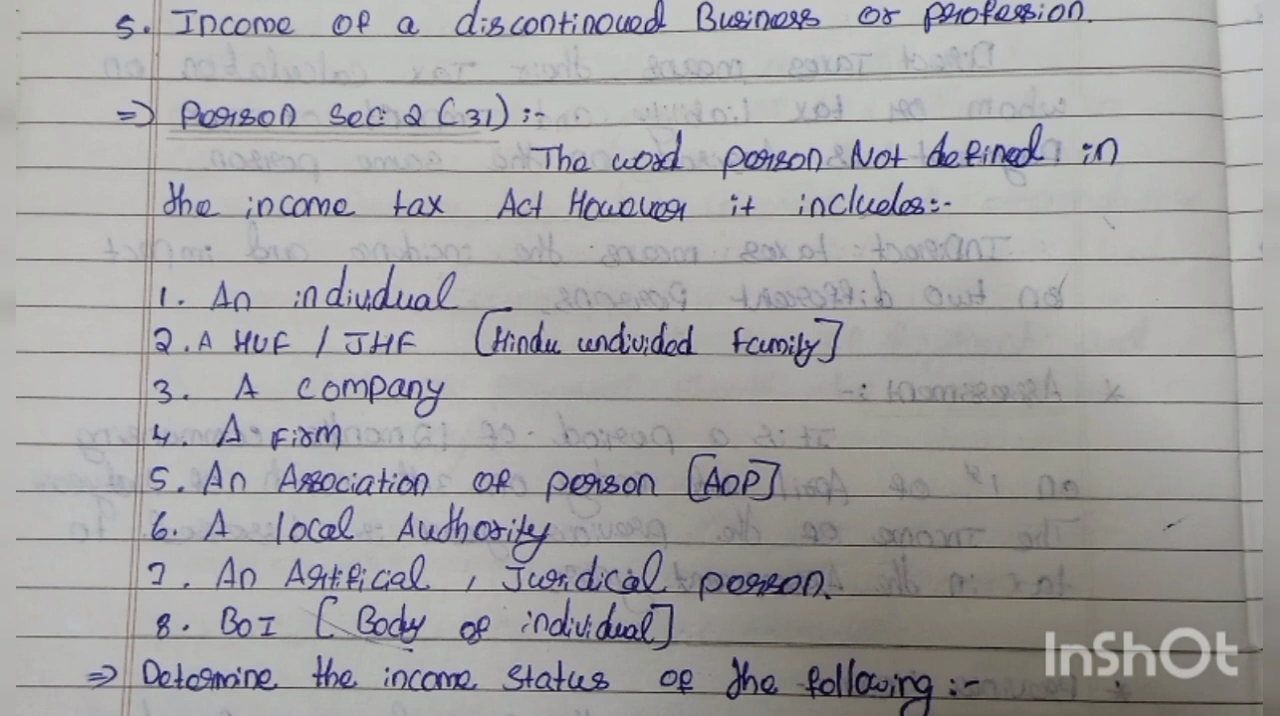 5. Income of a discontinoued Business or profession.
=> person sec: 2 (31) :-
The word person Not defined in
the income tax Act However it includes:-
1. An individual
2. A HUF / JHF [Hindu undivided family]
3. A company
4. A Firm
5. An Association of person [AOP]
6. A local Authority
7. An Artificial , Juridical person.
8. BOI [Body of individual]
=> Determine the income status of the following :-
InShOt